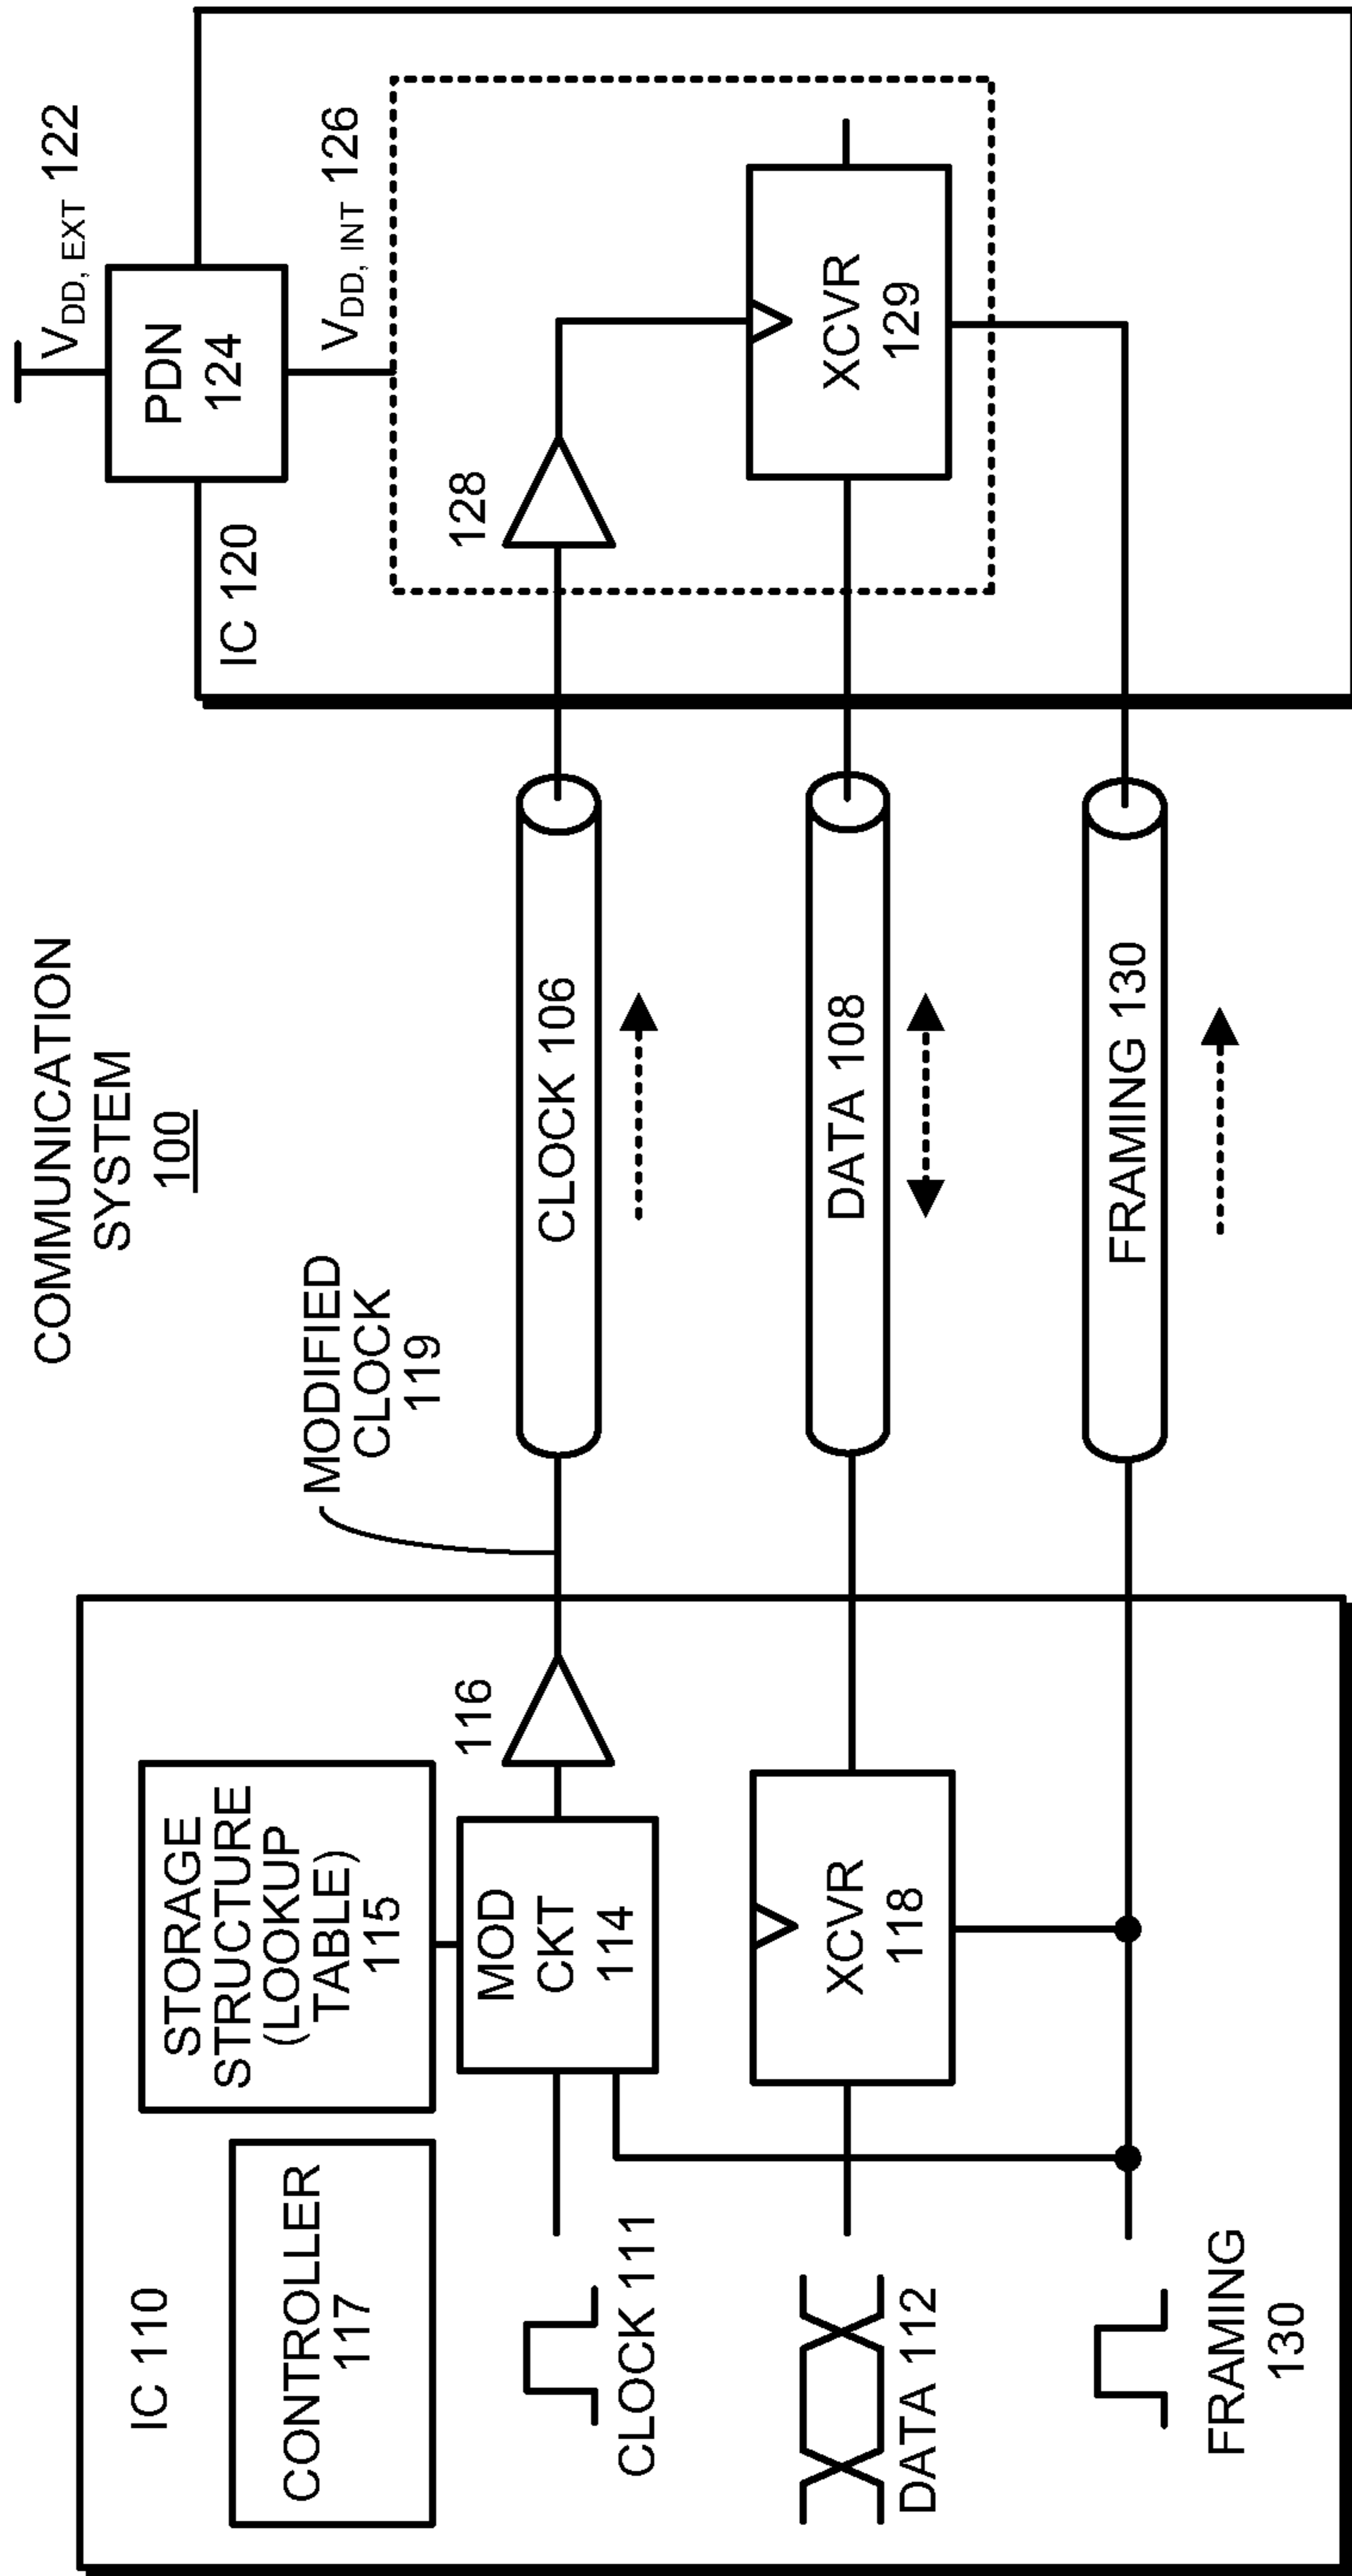 COMMUNICATION
SYSTEM
100
IC 110
CONTROLLER
117
STORAGE
STRUCTURE
(LOOKUP
TABLE)
115
CLOCK 111
MOD
CKT
114
116
MODIFIED
CLOCK
119
CLOCK 106
DATA 112
XCVR
118
DATA 108
FRAMING
130
FRAMING 130
IC 120
V DD, EXT 122
PDN
124
V DD, INT 126
128
XCVR
129